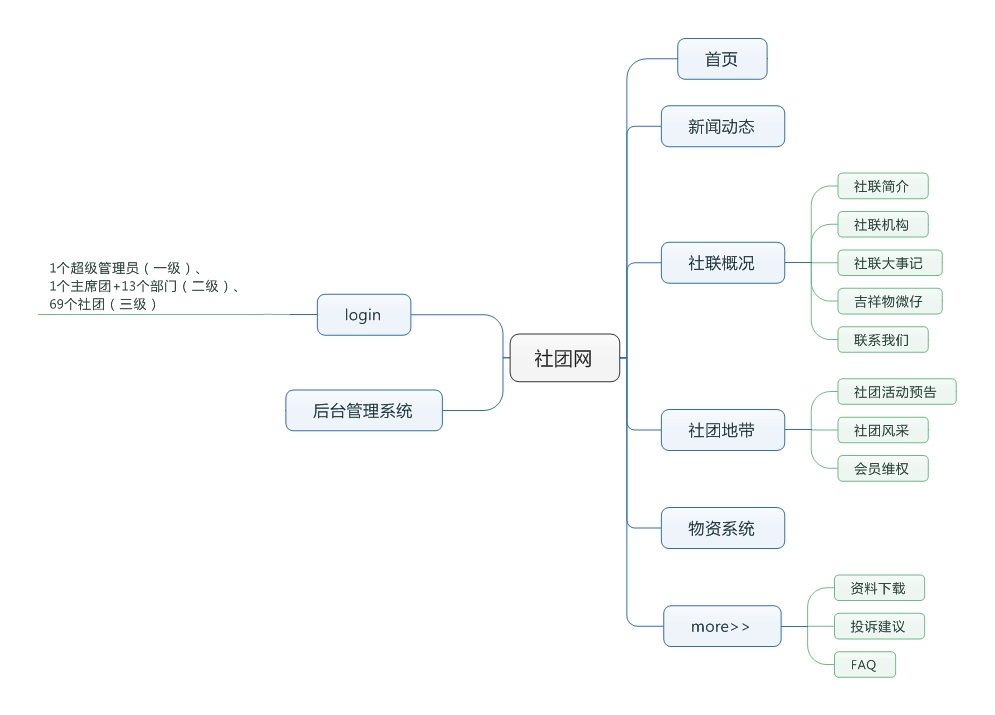 首页
新闻动态
社联概况
社联简介
社联机构
社联大事记
吉祥物微仔
联系我们
1个超级管理员（一级）、
1个主席团+13个部门（二级）、
69个社团（三级）
login
社团网
后台管理系统
社团地带
社团活动预告
社团风采
会员维权
物资系统
more>>
资料下载
投诉建议
FAQ